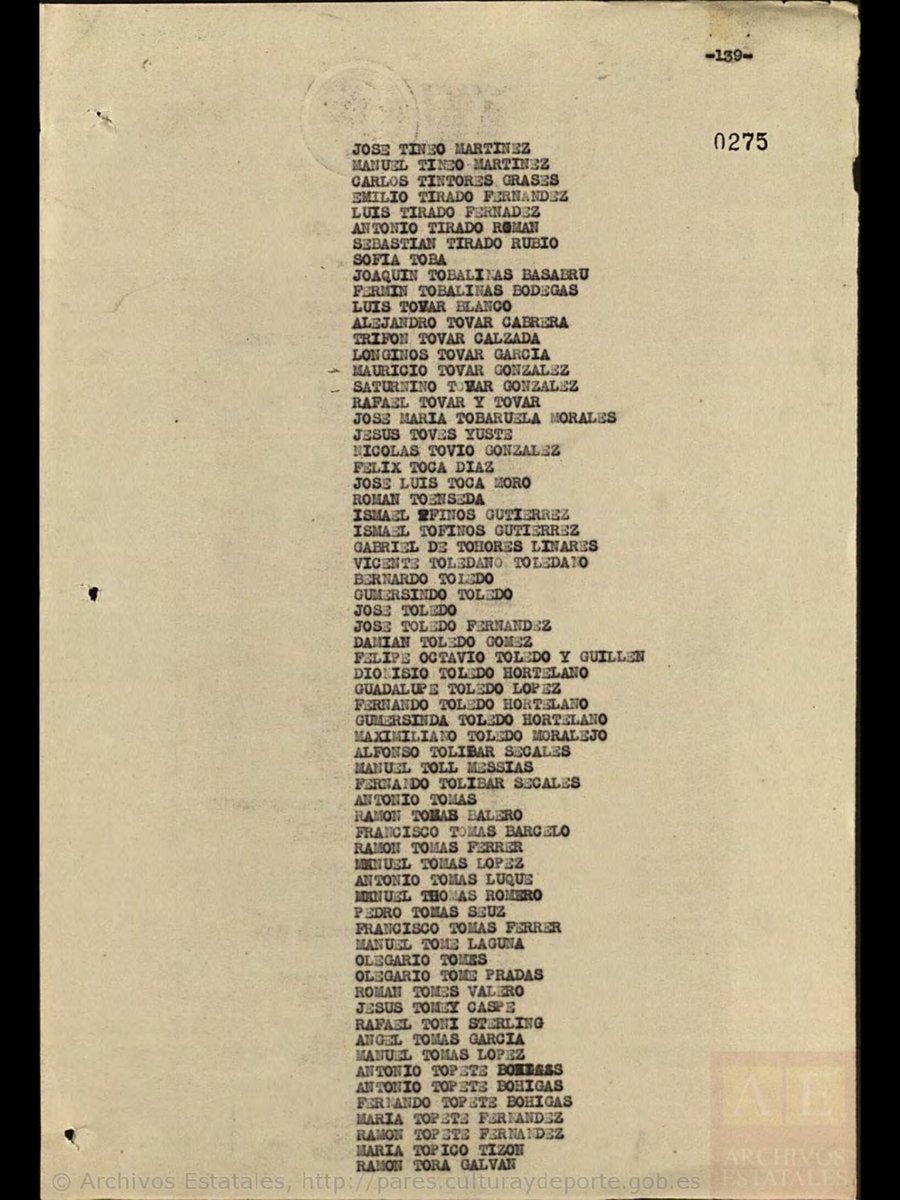 -139-
0275
JOSE TINEO MARTINEZ
MANUEL TINEO MARTINEZ
CARLOS TINTORES GRASES
EMILIO TIRADO FERNANDEZ
LUIS TIRADO FERNADEZ
ANTONIO TIRADO ROMAN
SEBASTIAN TIRADO RUBIO
SOFIA TOBA
JOAQUIN TOBALINAS BASABRU
FERMIN TOBALINAS BODEGAS
LUIS TOVAR BLANCO
ALEJANDRO TOVAR CABRERA
TRIFON TOVAR CALZADA
LONGINOS TOVAR GARCIA
MAURICIO TOVAR GONZALEZ
SATURNINO TOVAR GONZALEZ
RAFAEL TOVAR Y TOVAR
JOSE MARIA TOBARUELA MORALES
JESUS TOVES YUSTE
NICOLAS TOVIO GONZALEZ
FELIX TOCA DIAZ
JOSE LUIS TOCA MORO
ROMAN TOENSEDA
ISMAEL GUTIERREZ
ISMAEL TOFINOS GUTIERREZ
GABRIEL DE TOHORES LINARES
VICENTE TOLEDANO TOLEDANO
BERNARDO TOLEDO
GUMERSINDO TOLEDO
JOSE TOLEDO
JOSE TOLEDO FERNANDEZ
DAMIAN TOLEDO GOMEZ
FELIPE OCTAVIO TOLEDO Y GUILLEN
DIONISIO TOLEDO HORTELANO
GUADALUPE TOLEDO LOPEZ
FERNANDO TOLEDO HORTELANO
GUMERSINDA TOLEDO HORTELANO
MAXIMILIANO TOLEDO MORALEJO
ALFONSO TOLIBAR SECALES
MANUEL TOLL MESSIAS
FERNANDO TOLIBAR SECALES
ANTONIO TOMAS
RAMON TOMAS BALERO
FRANCISCO TOMAS BARCELO
RAMON TOMAS FERRER
MANUEL TOMAS LOPEZ
ANTONIO TOMAS LUQUE
MANUEL THOMAS ROMERO
PEDRO TOMAS SEUZ
FRANCISCO TOMAS FERRER
MANUEL TOME LAGUNA
OLEGARIO TOMES
OLEGARIO TOME PRADAS
ROMAN TOMES VALERO
JESUS TOMEY CASPE
RAFAEL TONI STERLING
ANGEL TOMAS GARCIA
MANUEL TOMAS LOPEZ
ANTONIO TOPETE
ANTONIO TOPETE BOHIGAS
FERNANDO TOPETE BOHIGAS
MARIA TOPETE FERNANDEZ
RAMON TOPETE FERNANDEZ
MARIA TOPICO TIZON
RAMON TORA GALVAN
AE
ARCHIVOS
ESTATALES
© Archivos Estatales, http://pares.culturaydeporte.gob.es